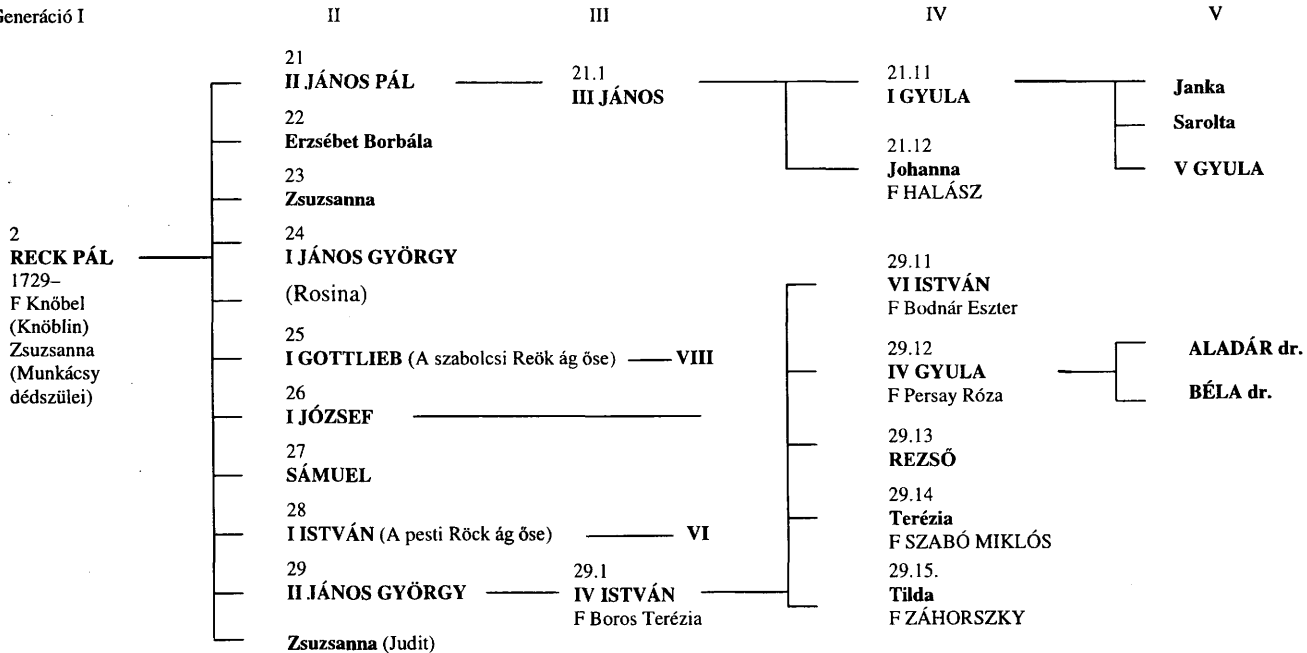 Generáció I II III IV V
2
RECK PÁL
1729–
F Knöbel
(Knöblin)
Zsuzsanna
(Munkácsy
dédszülei)
21
II JÁNOS PÁL
22
Erzsébet Borbála
23
Zsuzsanna
24
I JÁNOS GYÖRGY
(Rosina)
25
I GOTTLIEB (A szabolcsi Reök ág őse) VIII
26
I JÓZSEF
27
SÁMUEL
28
I ISTVÁN (A pesti Röck ág őse) VI
29
II JÁNOS GYÖRGY
Zsuzsanna (Judit)
21.1
III JÁNOS
29.1
IV ISTVÁN
F Boros Terézia
21.11
I GYULA
21.12
Johanna
F HALÁSZ
29.11
VI ISTVÁN
F Bodnár Eszter
29.12
IV GYULA
F Persay Róza
29.13
REZSŐ
29.14
Terézia
F SZABÓ MIKLÓS
29.15.
Tilda
F ZÁHORSZKY
Janka
Sarolta
V GYULA
ALADÁR dr.
BÉLA dr.